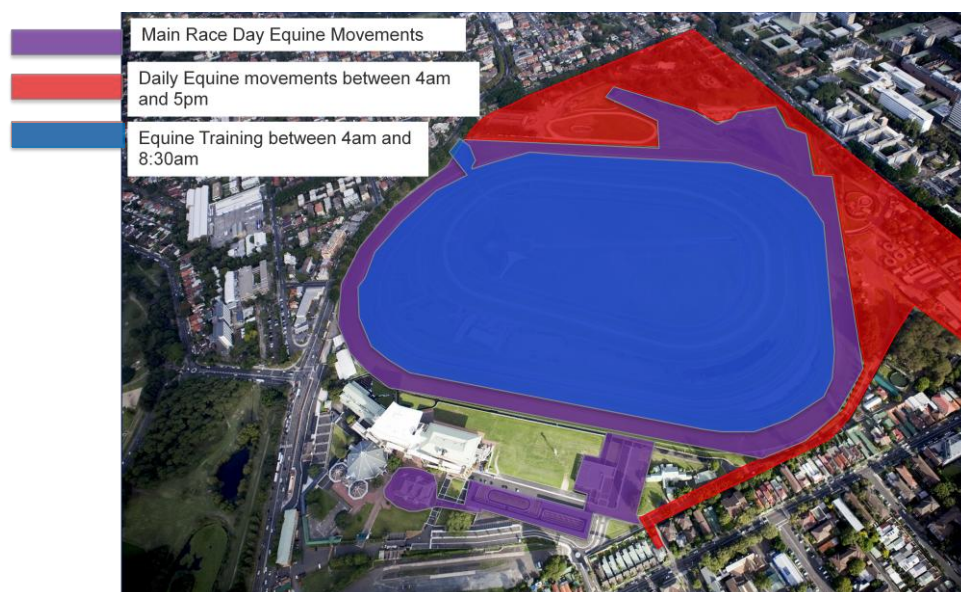 Main Race Day Equine Movements
Daily Equine movements between 4am
and 5pm
Equine Training between 4am and
8:30am